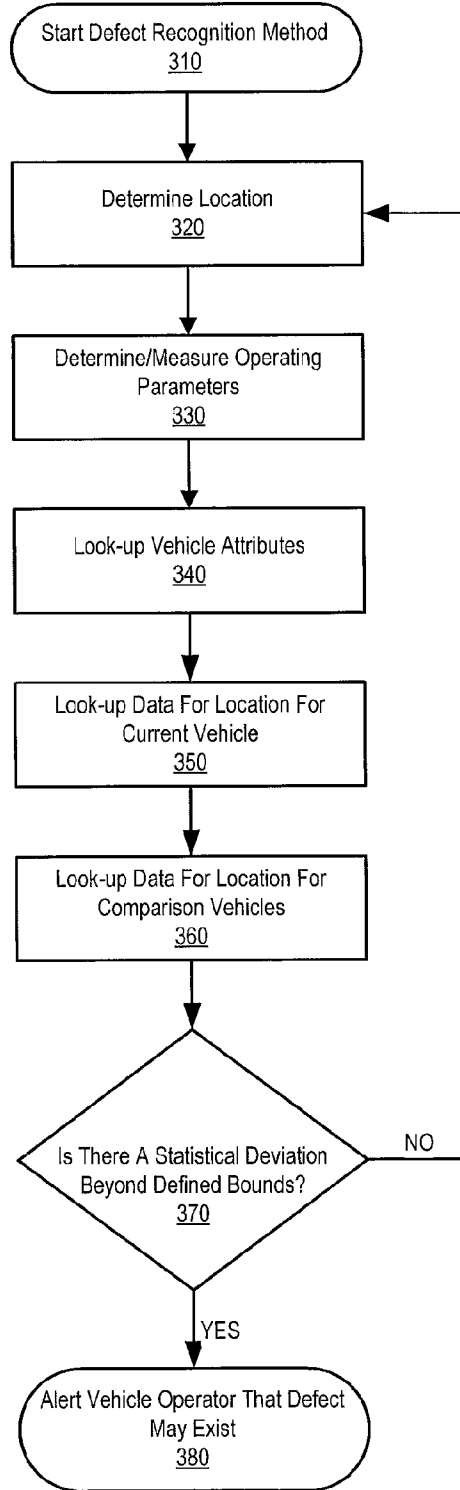 Start Defect Recognition Method
310
Determine Location
320
Determine/Measure Operating
Parameters
330
Look-up Vehicle Attributes
340
Look-up Data For Location For
Current Vehicle
350
Look-up Data For Location For
Comparison Vehicles
360
Is There A Statistical Deviation
Beyond Defined Bounds?
370
NO
YES
Alert Vehicle Operator That Defect
May Exist
380